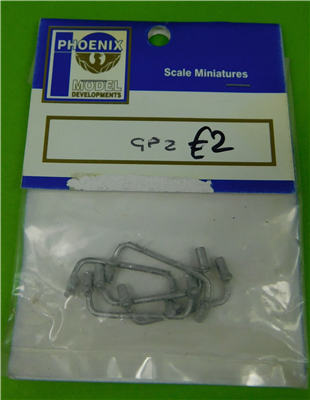 PHOENIX
MODEL
DEVELOPMENTS
Scale Miniatures
GP2 £2